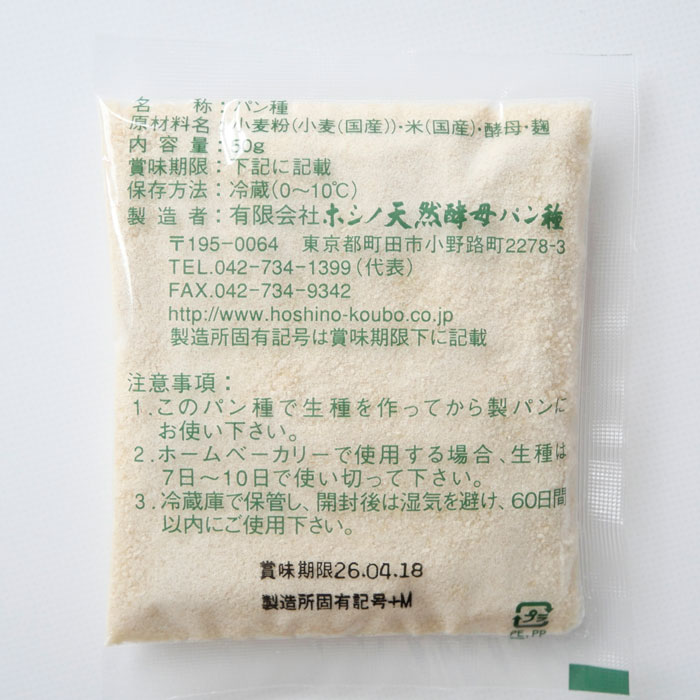 名　　称：パン種
原材料名：小麦粉(小麦(国産))・米(国産)・酵母・麹
内 容 量：50g
賞味期限：下記に記載
保存方法：冷蔵(0〜10℃)
製 造 者：有限会社ホシノ天然酵母パン種
〒195-0064　東京都町田市小野路町2278-3
TEL.042-734-1399(代表)
FAX.042-734-9342
http://www.hoshino-koubo.co.jp
製造所固有記号は賞味期限下に記載
注意事項：
1.このパン種で生種を作ってから製パンに
お使い下さい。
2.ホームベーカリーで使用する場合、生種は
7日〜10日で使い切って下さい。
3.冷蔵庫で保管し、開封後は湿気を避け、60日間
以内にご使用下さい。
賞味期限26.04.18
製造所固有記号+M
プラ
PE,PP